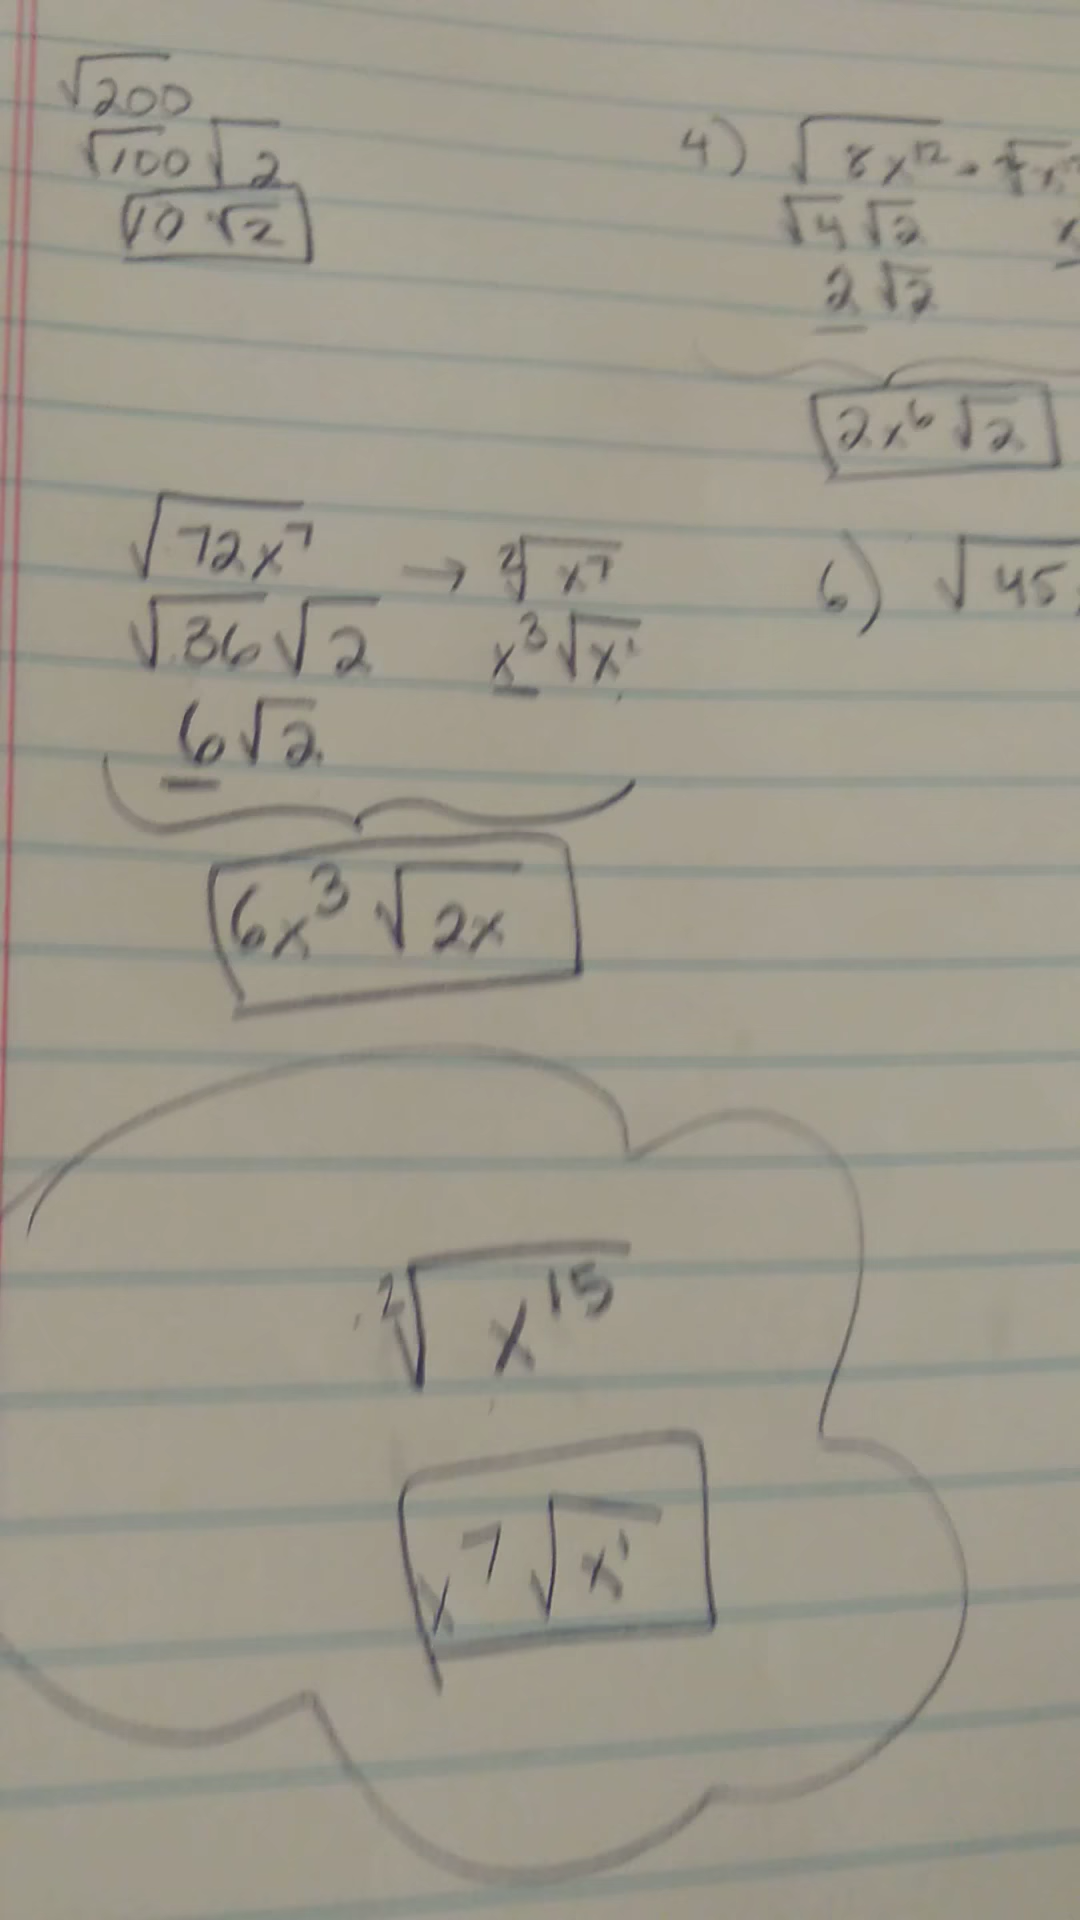 √200
√100 √2
10 √2
4) √8x¹² -
√4 √2
2 √2
2x⁶ √2
√72x⁷ → ²√x⁷
√36 √2 x³√x¹
6√2
6x³ √2x
6) √45
²√x¹⁵
x⁷ √x¹